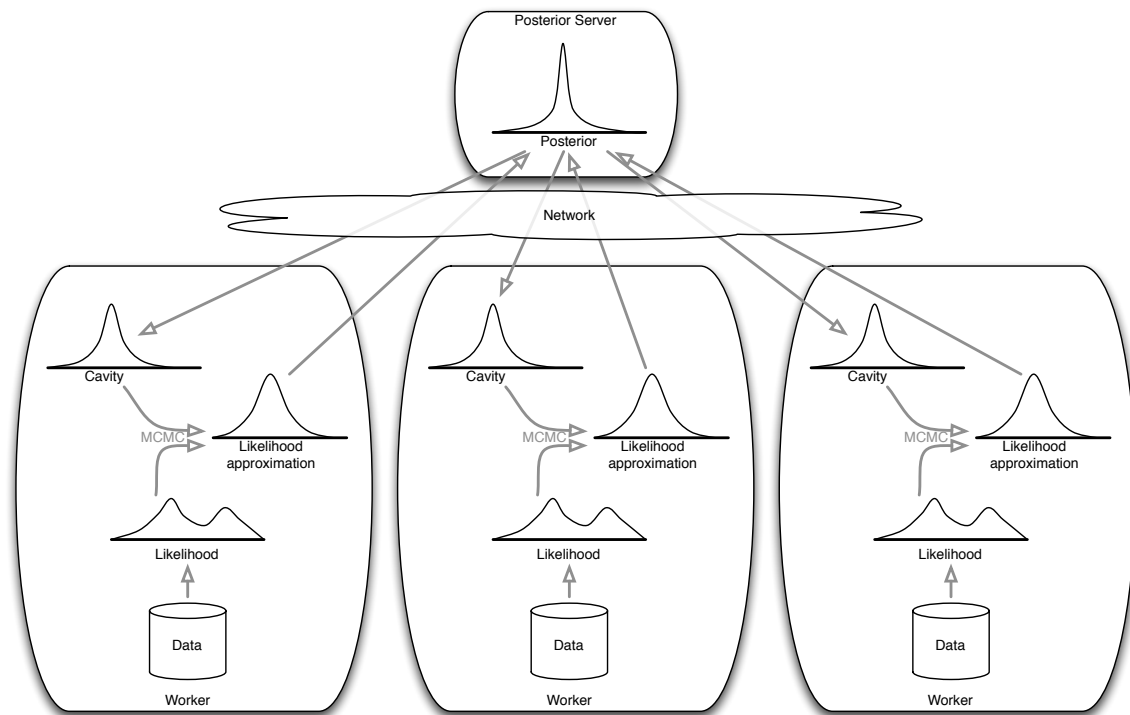 Posterior Server
Posterior
Network
Cavity
MCMC
Likelihood
approximation
Likelihood
Data
Worker
Cavity
MCMC
Likelihood
approximation
Likelihood
Data
Worker
Cavity
MCMC
Likelihood
approximation
Likelihood
Data
Worker